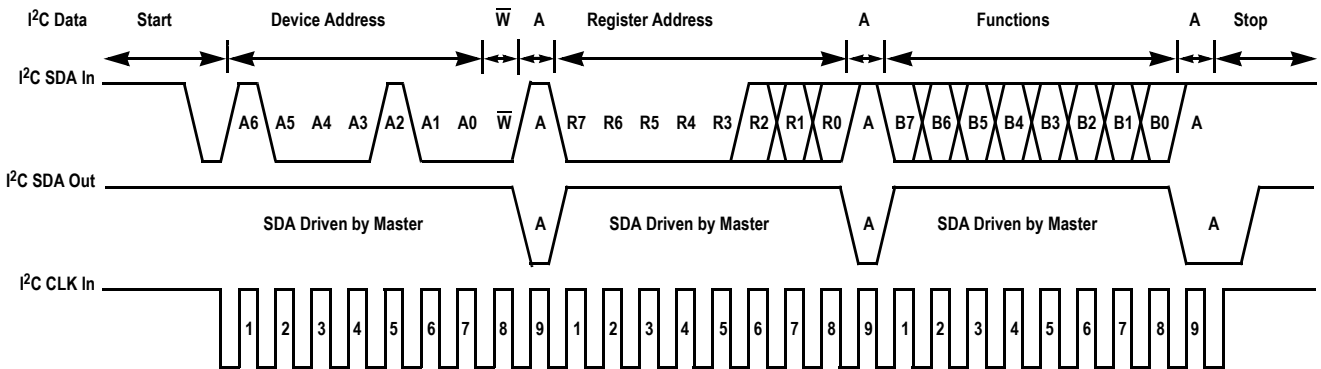 I²C Data Start Device Address W̅ A Register Address A Functions A Stop
I²C SDA In
A6 A5 A4 A3 A2 A1 A0 W̅ A R7 R6 R5 R4 R3 R2 R1 R0 A B7 B6 B5 B4 B3 B2 B1 B0 A
I²C SDA Out
SDA Driven by Master A SDA Driven by Master A SDA Driven by Master A
I²C CLK In
1 2 3 4 5 6 7 8 9 1 2 3 4 5 6 7 8 9 1 2 3 4 5 6 7 8 9